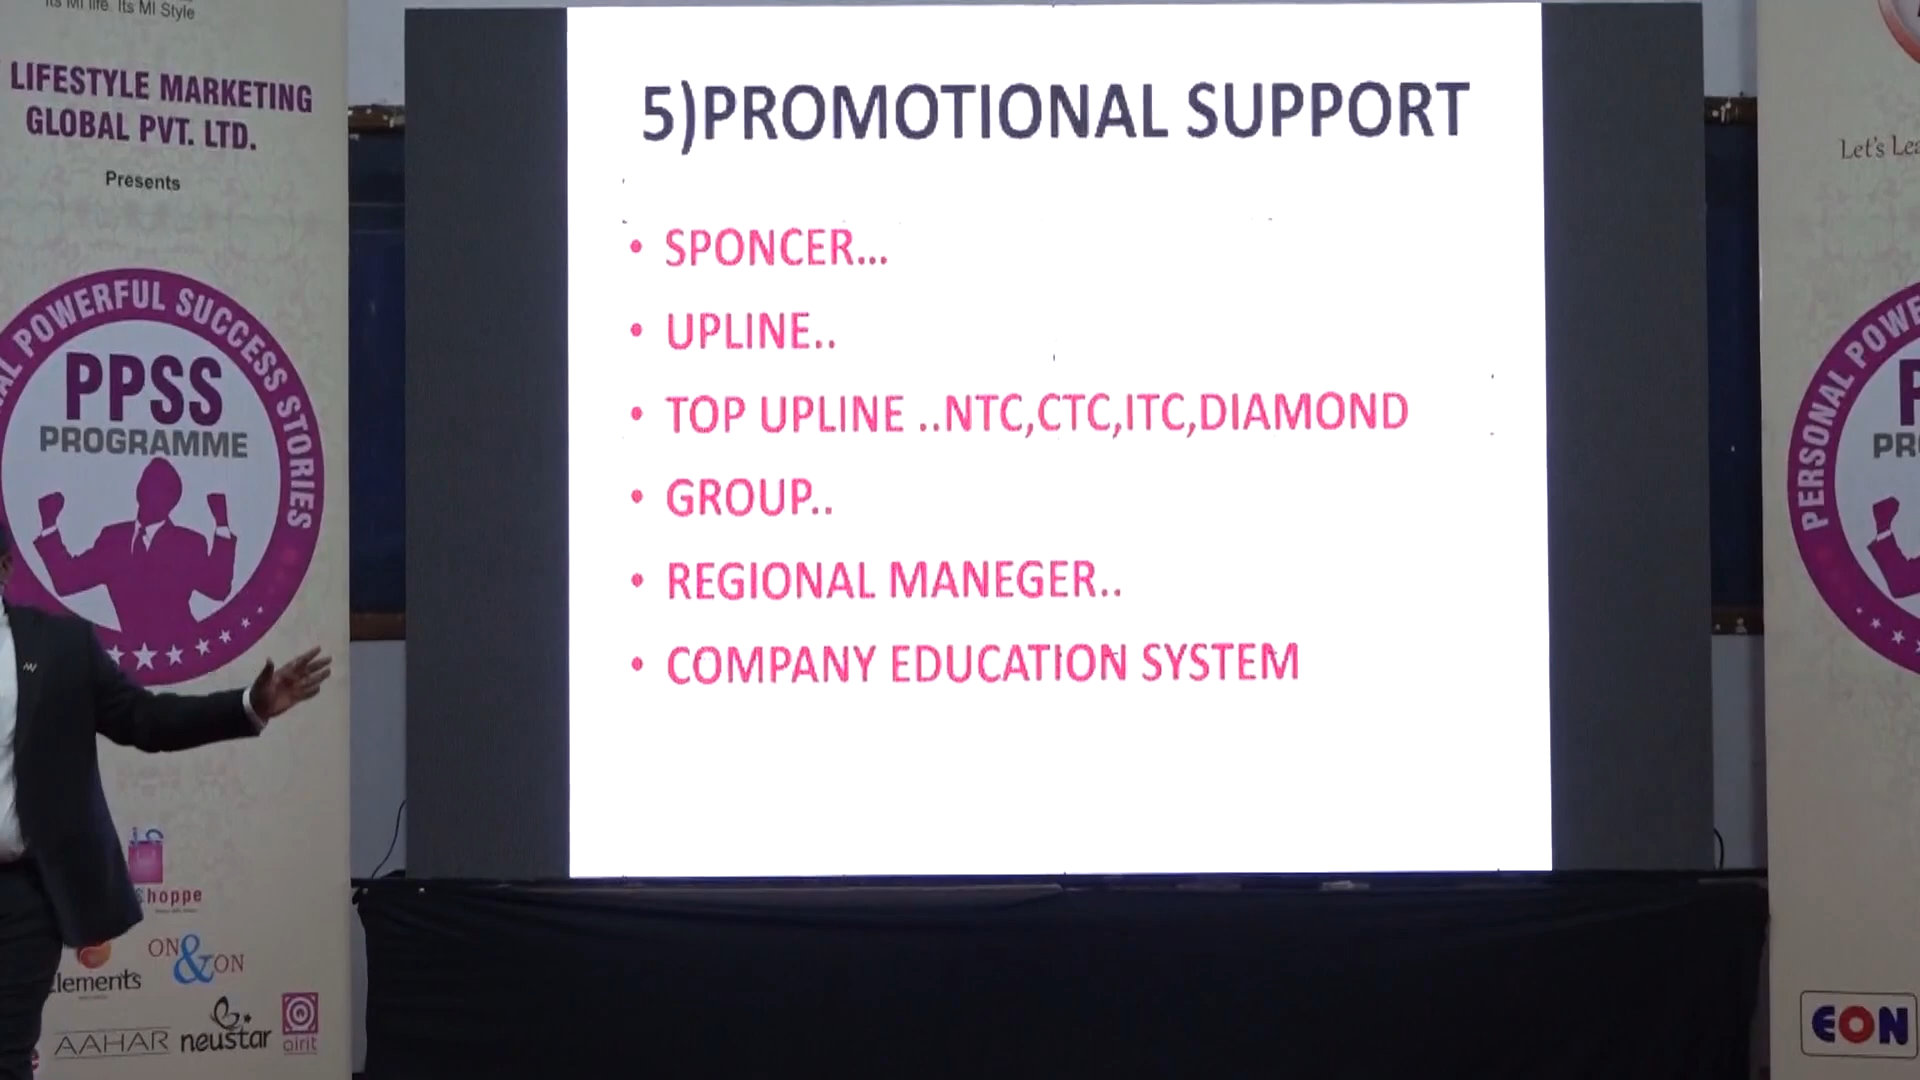 Its MI life. Its MI Style
LIFESTYLE MARKETING
GLOBAL PVT. LTD.
Presents
POWERFUL SUCCESS STORIES
PPSS
PROGRAMME
hoppe
ON & ON
lements
AAHAR
neustar
airit
5)PROMOTIONAL SUPPORT
• SPONCER...
• UPLINE..
• TOP UPLINE ..NTC,CTC,ITC,DIAMOND
• GROUP..
• REGIONAL MANEGER..
• COMPANY EDUCATION SYSTEM
Let's Lea
PERSONAL POWE
P
PR
EON